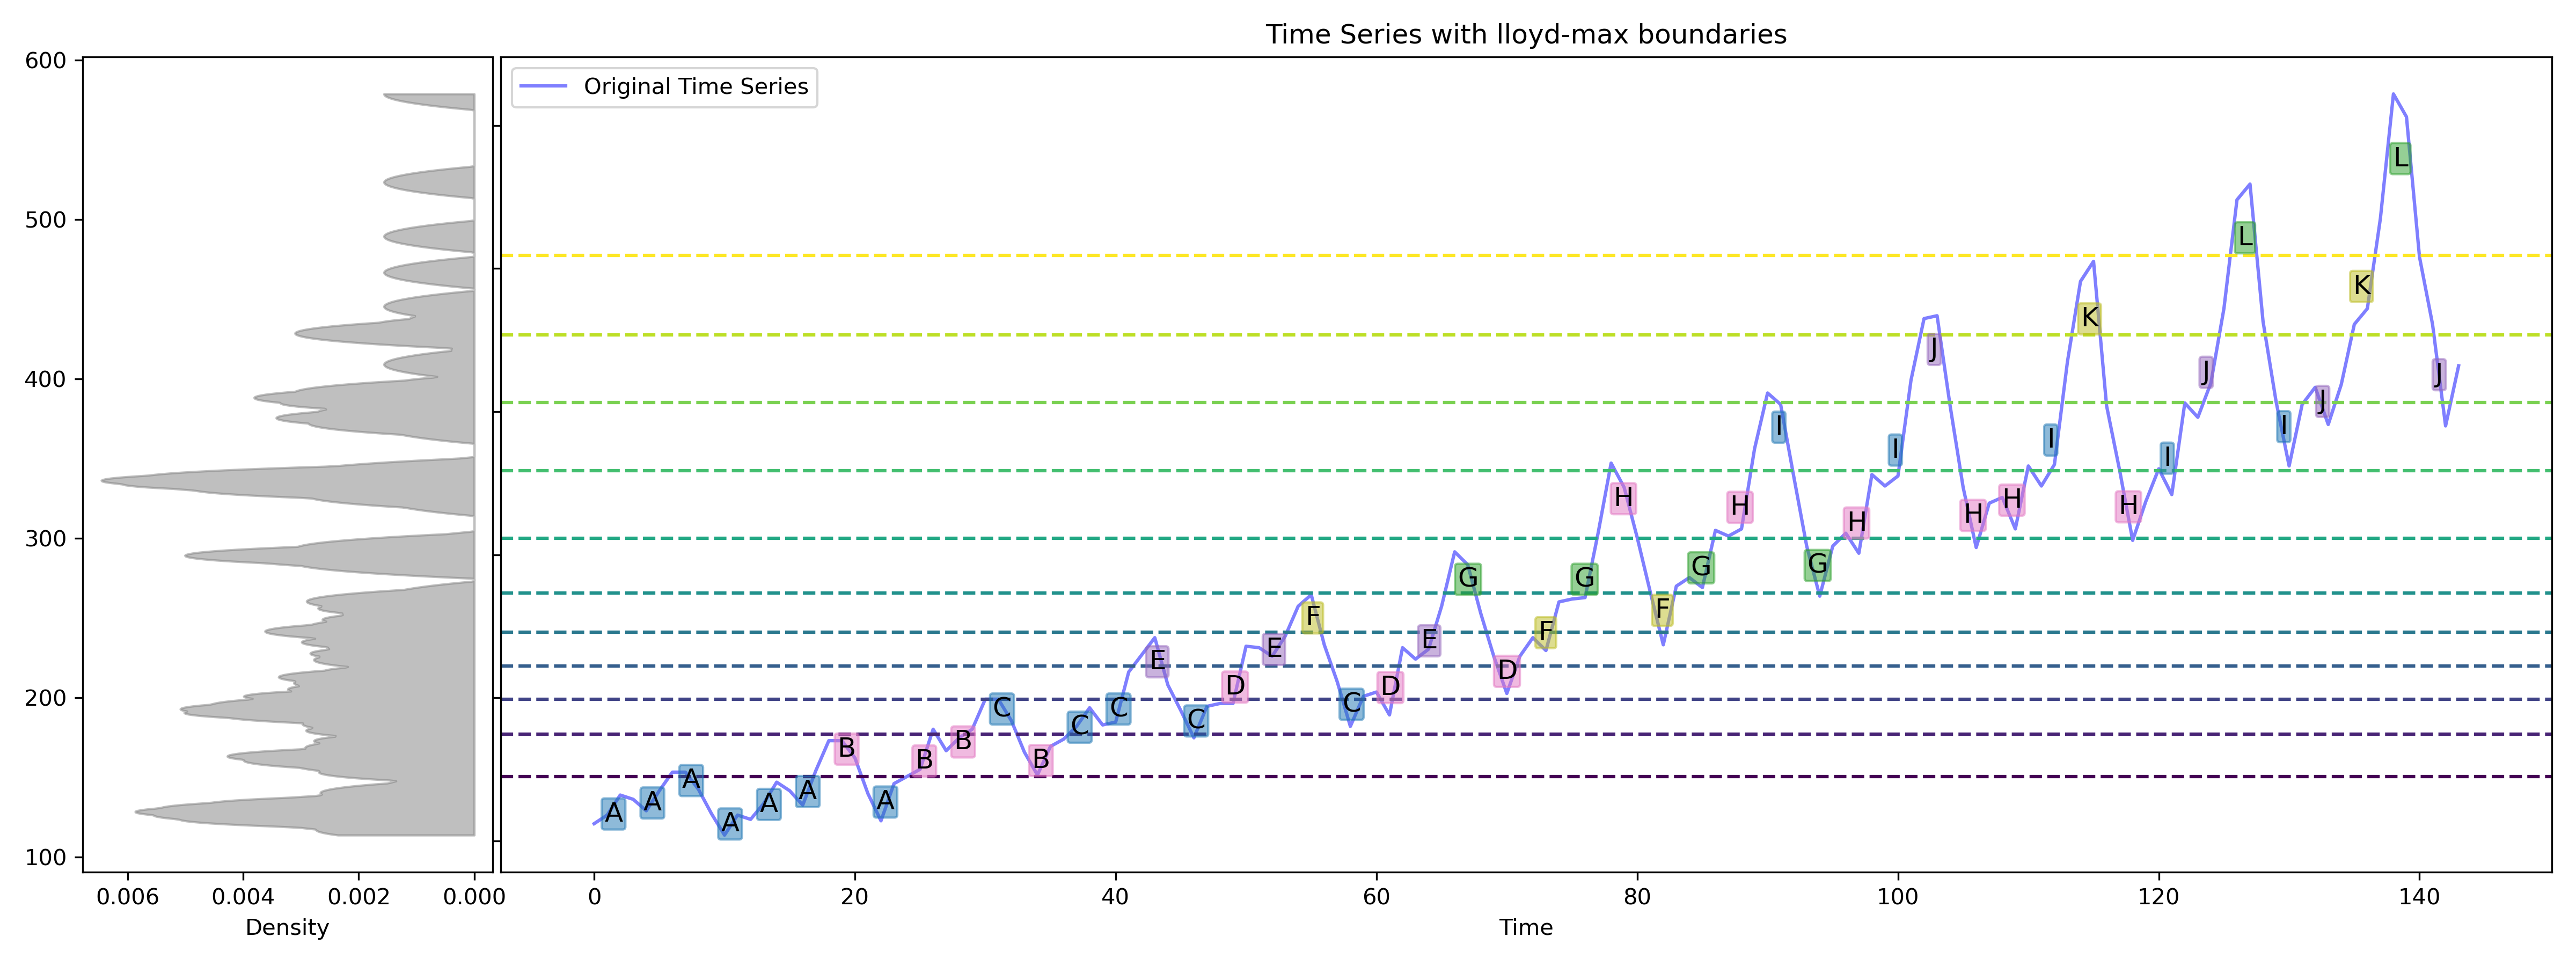 Time Series with lloyd-max boundaries
Original Time Series
600
500
400
300
200
100
L
L
K
K
J
J
J
J
I
I
I
I
I
H
H
H
H
H
H
G
G
G
G
F
F
F
E
E
E
D
D
D
C
C
C
C
C
B
B
B
B
A
A
A
A
A
A
A
0.006 0.004 0.002 0.000
0 20 40 60 80 100 120 140
Density
Time